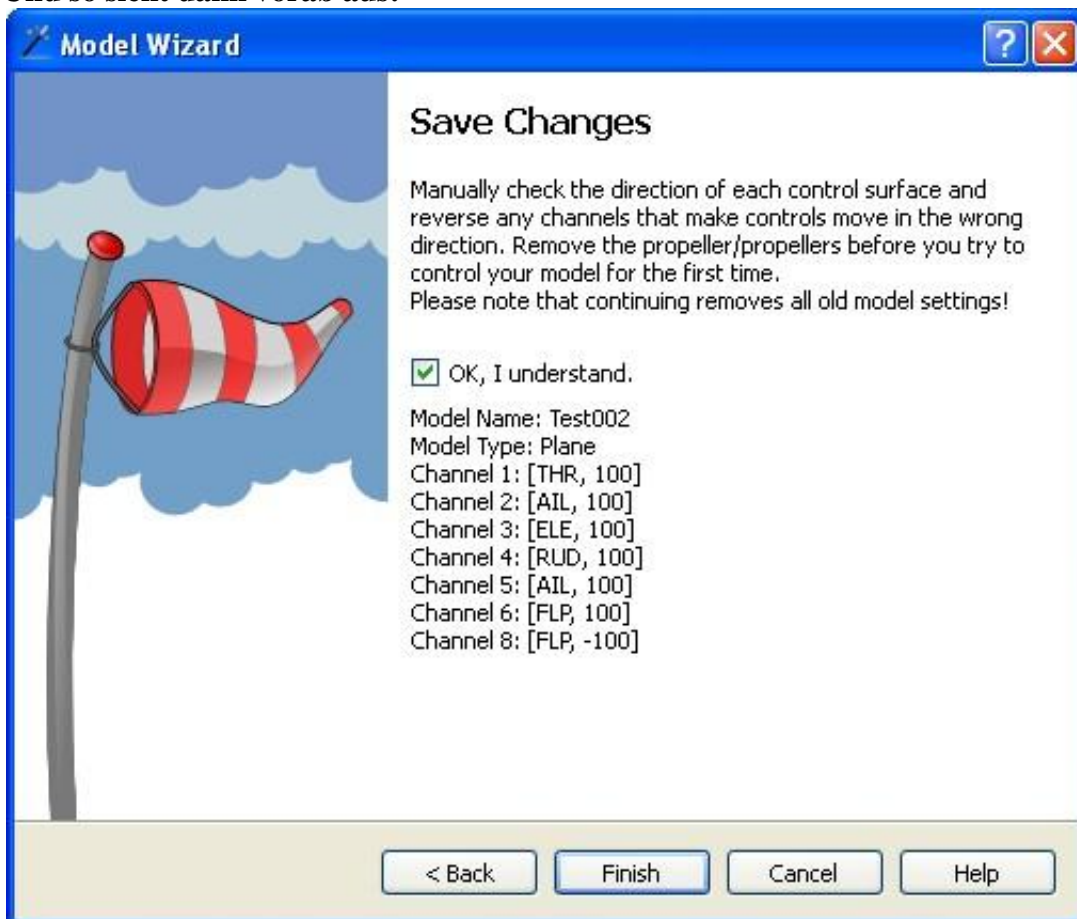 Model Wizard
Save Changes
Manually check the direction of each control surface and
reverse any channels that make controls move in the wrong
direction. Remove the propeller/propellers before you try to
control your model for the first time.
Please note that continuing removes all old model settings!
OK, I understand.
Model Name: Test002
Model Type: Plane
Channel 1: [THR, 100]
Channel 2: [AIL, 100]
Channel 3: [ELE, 100]
Channel 4: [RUD, 100]
Channel 5: [AIL, 100]
Channel 6: [FLP, 100]
Channel 8: [FLP, -100]
< Back
Finish
Cancel
Help